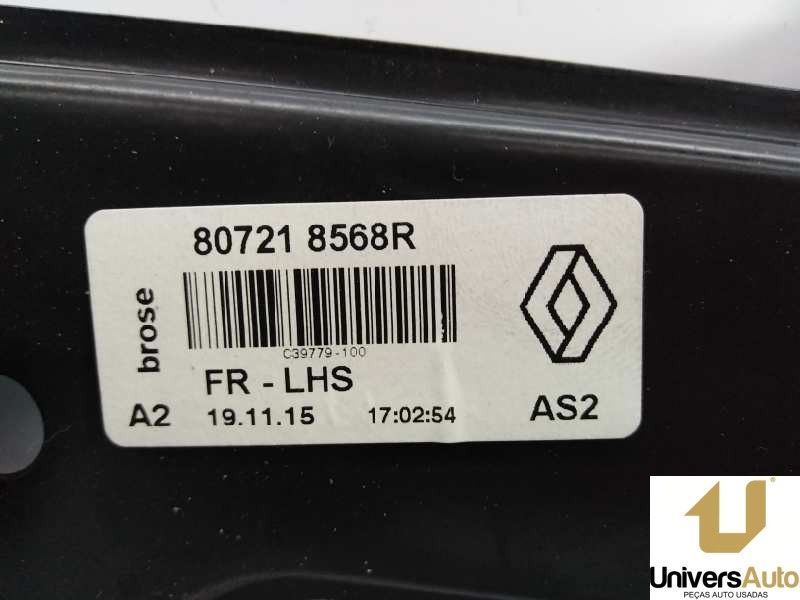 80721 8568R
brose
C39779-100
FR - LHS
A2
19.11.15
17:02:54
AS2
UniversAuto
PEÇAS AUTO USADAS